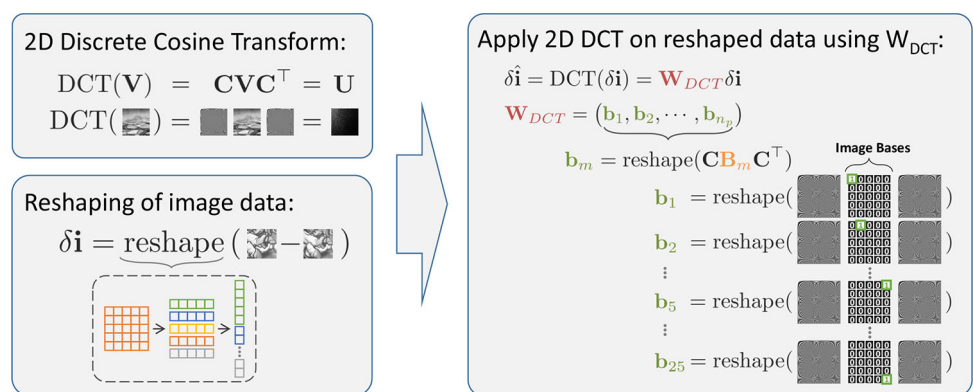 2D Discrete Cosine Transform:
DCT(V) = CVC⊤ = U
DCT( ) = =
Reshaping of image data:
δi = reshape ( − )
Apply 2D DCT on reshaped data using W_DCT:
δî = DCT(δi) = W_DCT δi
W_DCT = (b₁, b₂, ⋯ , b_{n_p})
b_m = reshape(CB_mC⊤)
Image Bases
b₁ = reshape( )
b₂ = reshape( )
⋮
b₅ = reshape( )
⋮
b₂₅ = reshape( )